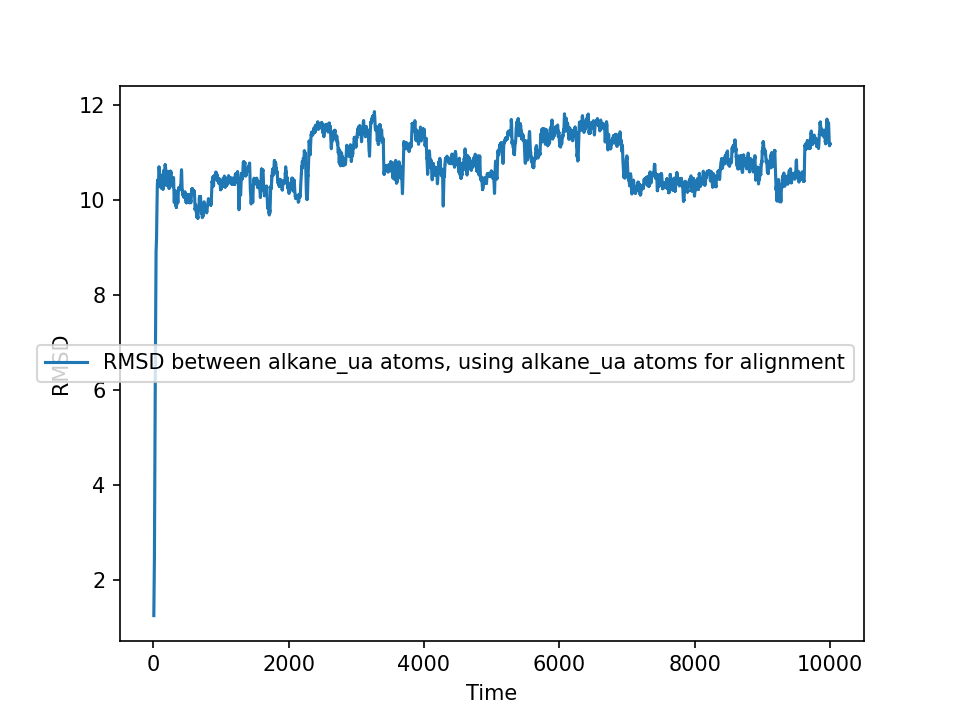 12
10
8
6
4
2
RMSD
RMSD between alkane_ua atoms, using alkane_ua atoms for alignment
0 2000 4000 6000 8000 10000
Time